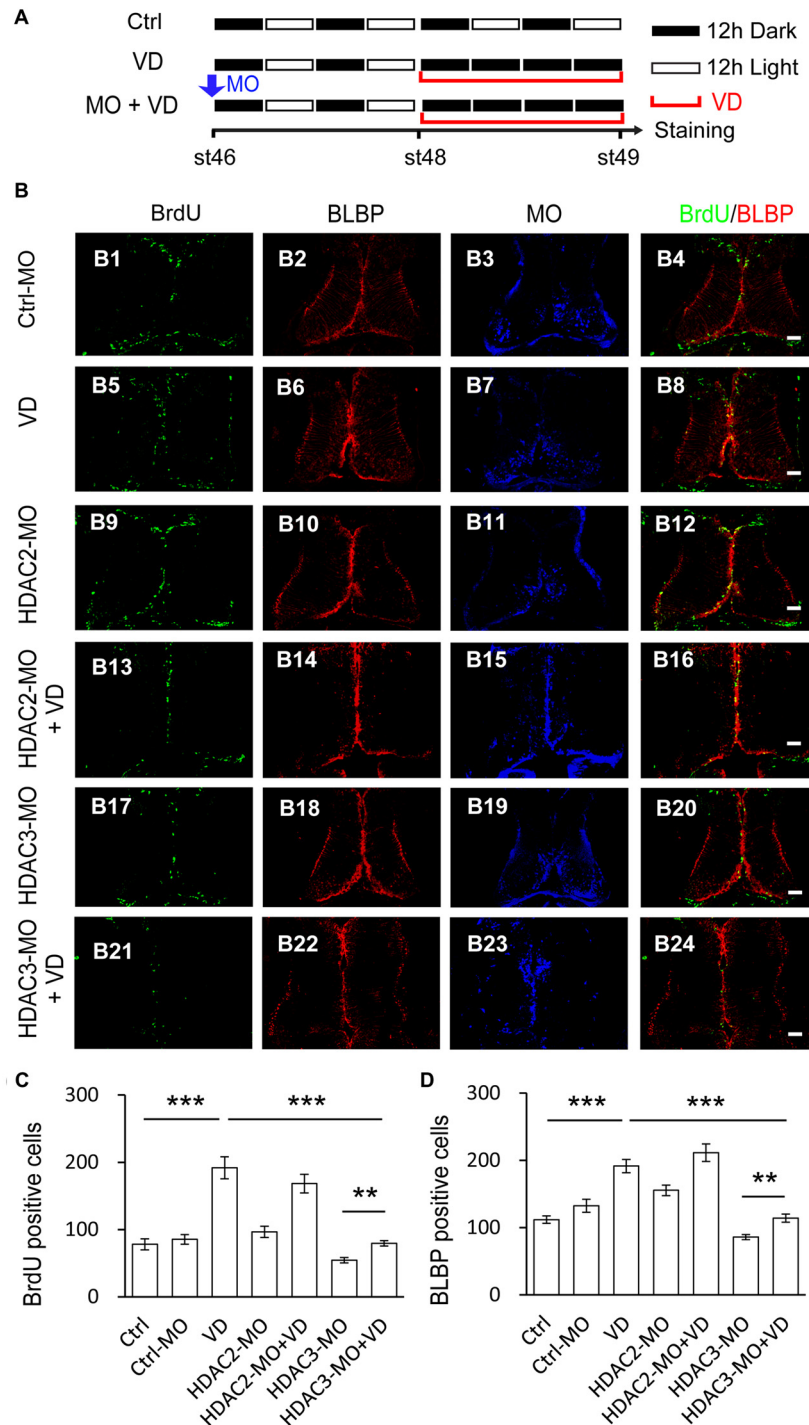 A
Ctrl
VD
MO
MO + VD
12h Dark
12h Light
VD
Staining
st46
st48
st49
B
BrdU
BLBP
MO
BrdU/BLBP
Ctrl-MO
B1
B2
B3
B4
VD
B5
B6
B7
B8
HDAC2-MO
B9
B10
B11
B12
HDAC2-MO
+ VD
B13
B14
B15
B16
HDAC3-MO
B17
B18
B19
B20
HDAC3-MO
+ VD
B21
B22
B23
B24
C
BrdU positive cells
300
200
100
0
***
***
**
Ctrl
Ctrl-MO
VD
HDAC2-MO
HDAC2-MO+VD
HDAC3-MO
HDAC3-MO+VD
D
BLBP positive cells
300
200
100
0
***
***
**
Ctrl
Ctrl-MO
VD
HDAC2-MO
HDAC2-MO+VD
HDAC3-MO
HDAC3-MO+VD